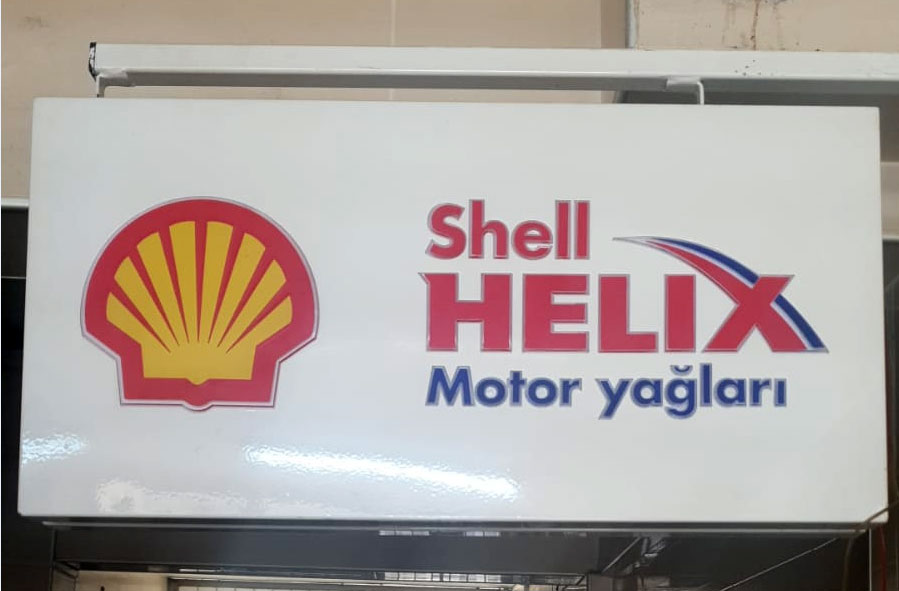 Shell
HELIX
Motor yağları